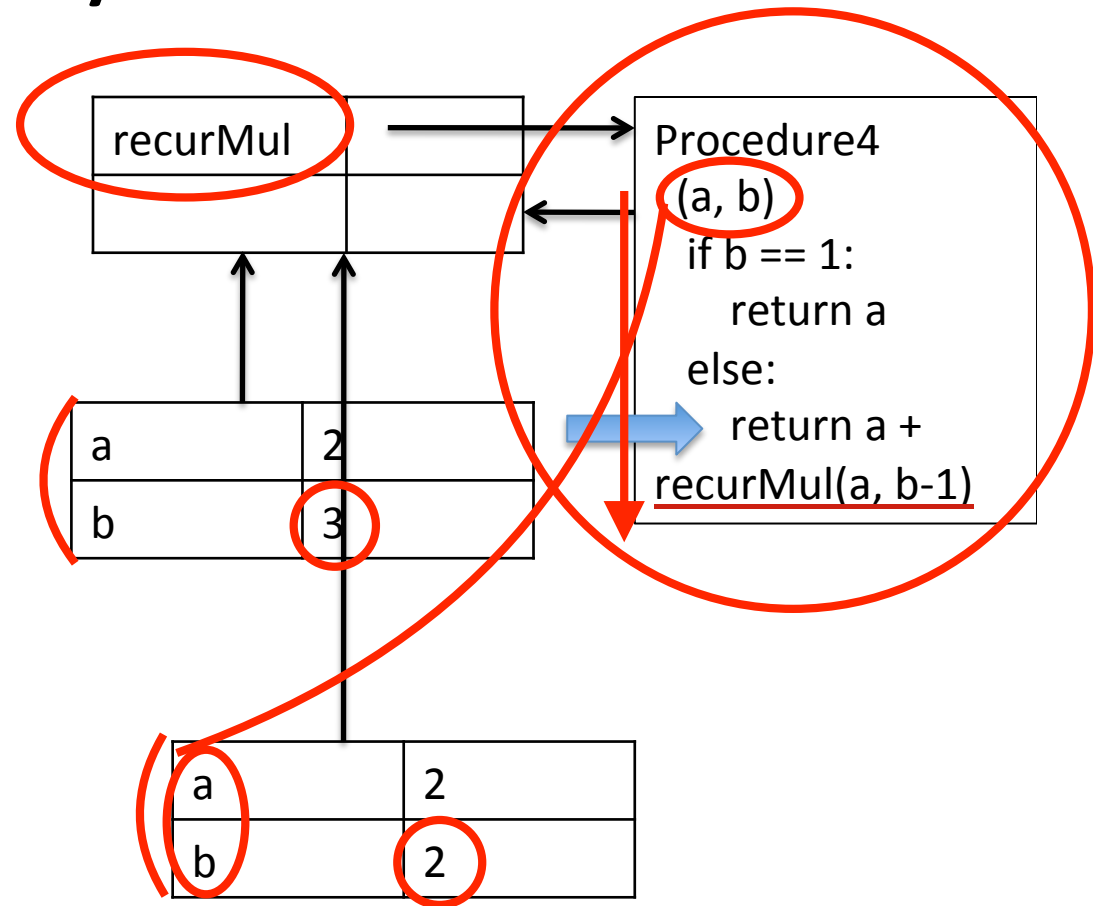 recurMul
Procedure4
(a, b)
if b == 1:
return a
else:
return a +
recurMul(a, b-1)
a 2
b 3
a 2
b 2